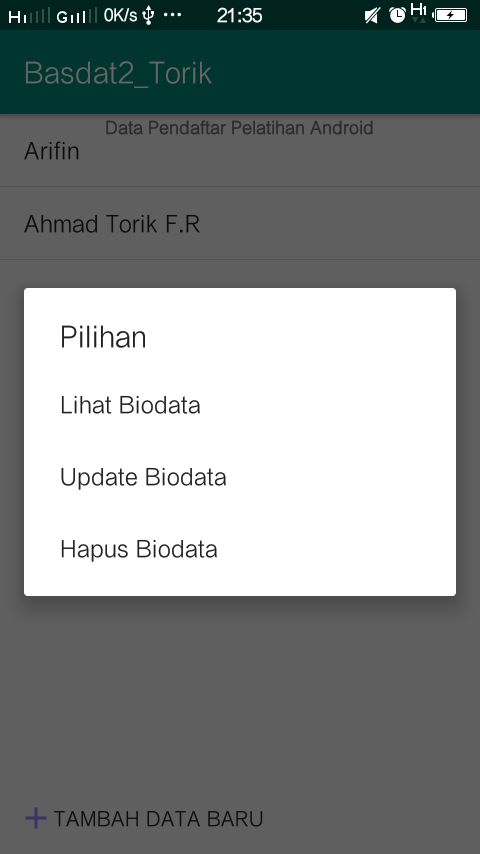 H G 0K/s 21:35 H1
Basdat2_Torik
Data Pendaftar Pelatihan Android
Arifin
Ahmad Torik F.R
Pilihan
Lihat Biodata
Update Biodata
Hapus Biodata
TAMBAH DATA BARU